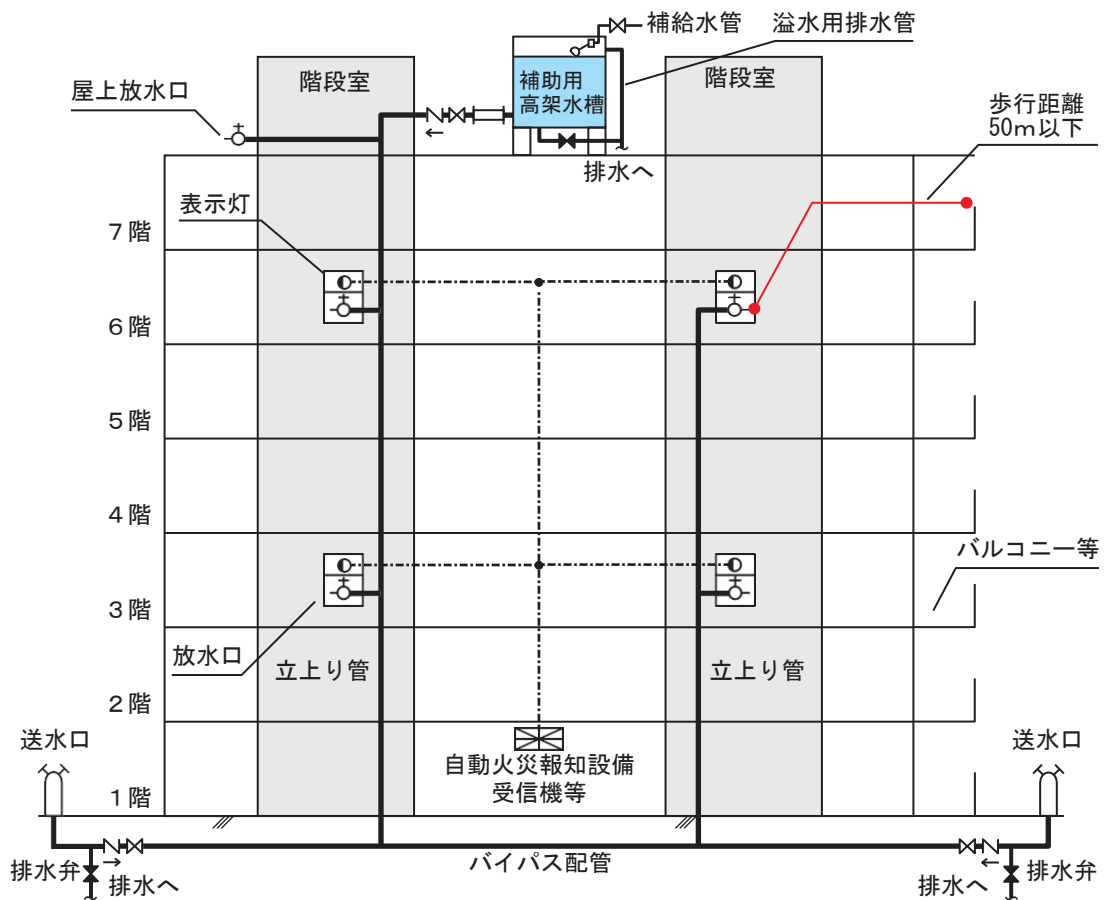 補給水管
溢水用排水管
階段室
階段室
補助用
高架水槽
屋上放水口
歩行距離
50m以下
排水へ
表示灯
7階
6階
5階
4階
バルコニー等
3階
放水口
立上り管
立上り管
2階
送水口
送水口
自動火災報知設備
受信機等
1階
バイパス配管
排水弁
排水へ
排水へ
排水弁